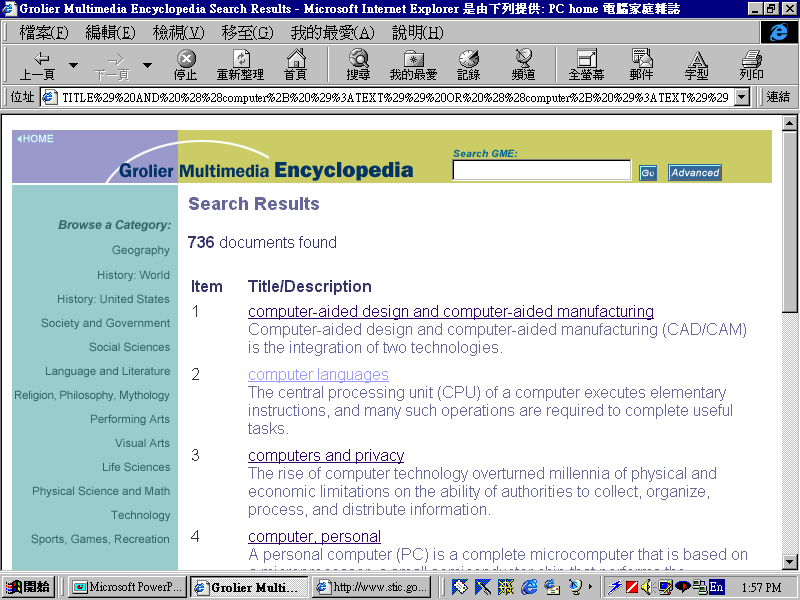 Grolier Multimedia Encyclopedia Search Results - Microsoft Internet Explorer 是由下列提供: PC home 電腦家庭雜誌
檔案(F) 編輯(E) 檢視(V) 移至(G) 我的最愛(A) 說明(H)
上一頁 下一頁 停止 重新整理 首頁 搜尋 我的最愛 記錄 頻道 全螢幕 郵件 字型 列印
位址 TITLE%29%20AND%20%28%28computer%2B%20%29%3ATEXT%29%29%20OR%20%28%28computer%2B%20%29%3ATEXT%29%29 連結
HOME
Grolier Multimedia Encyclopedia
Search GME:
Go Advanced
Search Results
736 documents found
Browse a Category:
Geography
History: World
History: United States
Society and Government
Social Sciences
Language and Literature
Religion, Philosophy, Mythology
Performing Arts
Visual Arts
Life Sciences
Physical Science and Math
Technology
Sports, Games, Recreation
Item Title/Description
1 computer-aided design and computer-aided manufacturing
Computer-aided design and computer-aided manufacturing (CAD/CAM)
is the integration of two technologies.
2 computer languages
The central processing unit (CPU) of a computer executes elementary
instructions, and many such operations are required to complete useful
tasks.
3 computers and privacy
The rise of computer technology overturned millennia of physical and
economic limitations on the ability of authorities to collect, organize,
process, and distribute information.
4 computer, personal
A personal computer (PC) is a complete microcomputer that is based on
開始 Microsoft PowerP... Grolier Multi... http://www.stic.go... En 1:57 PM